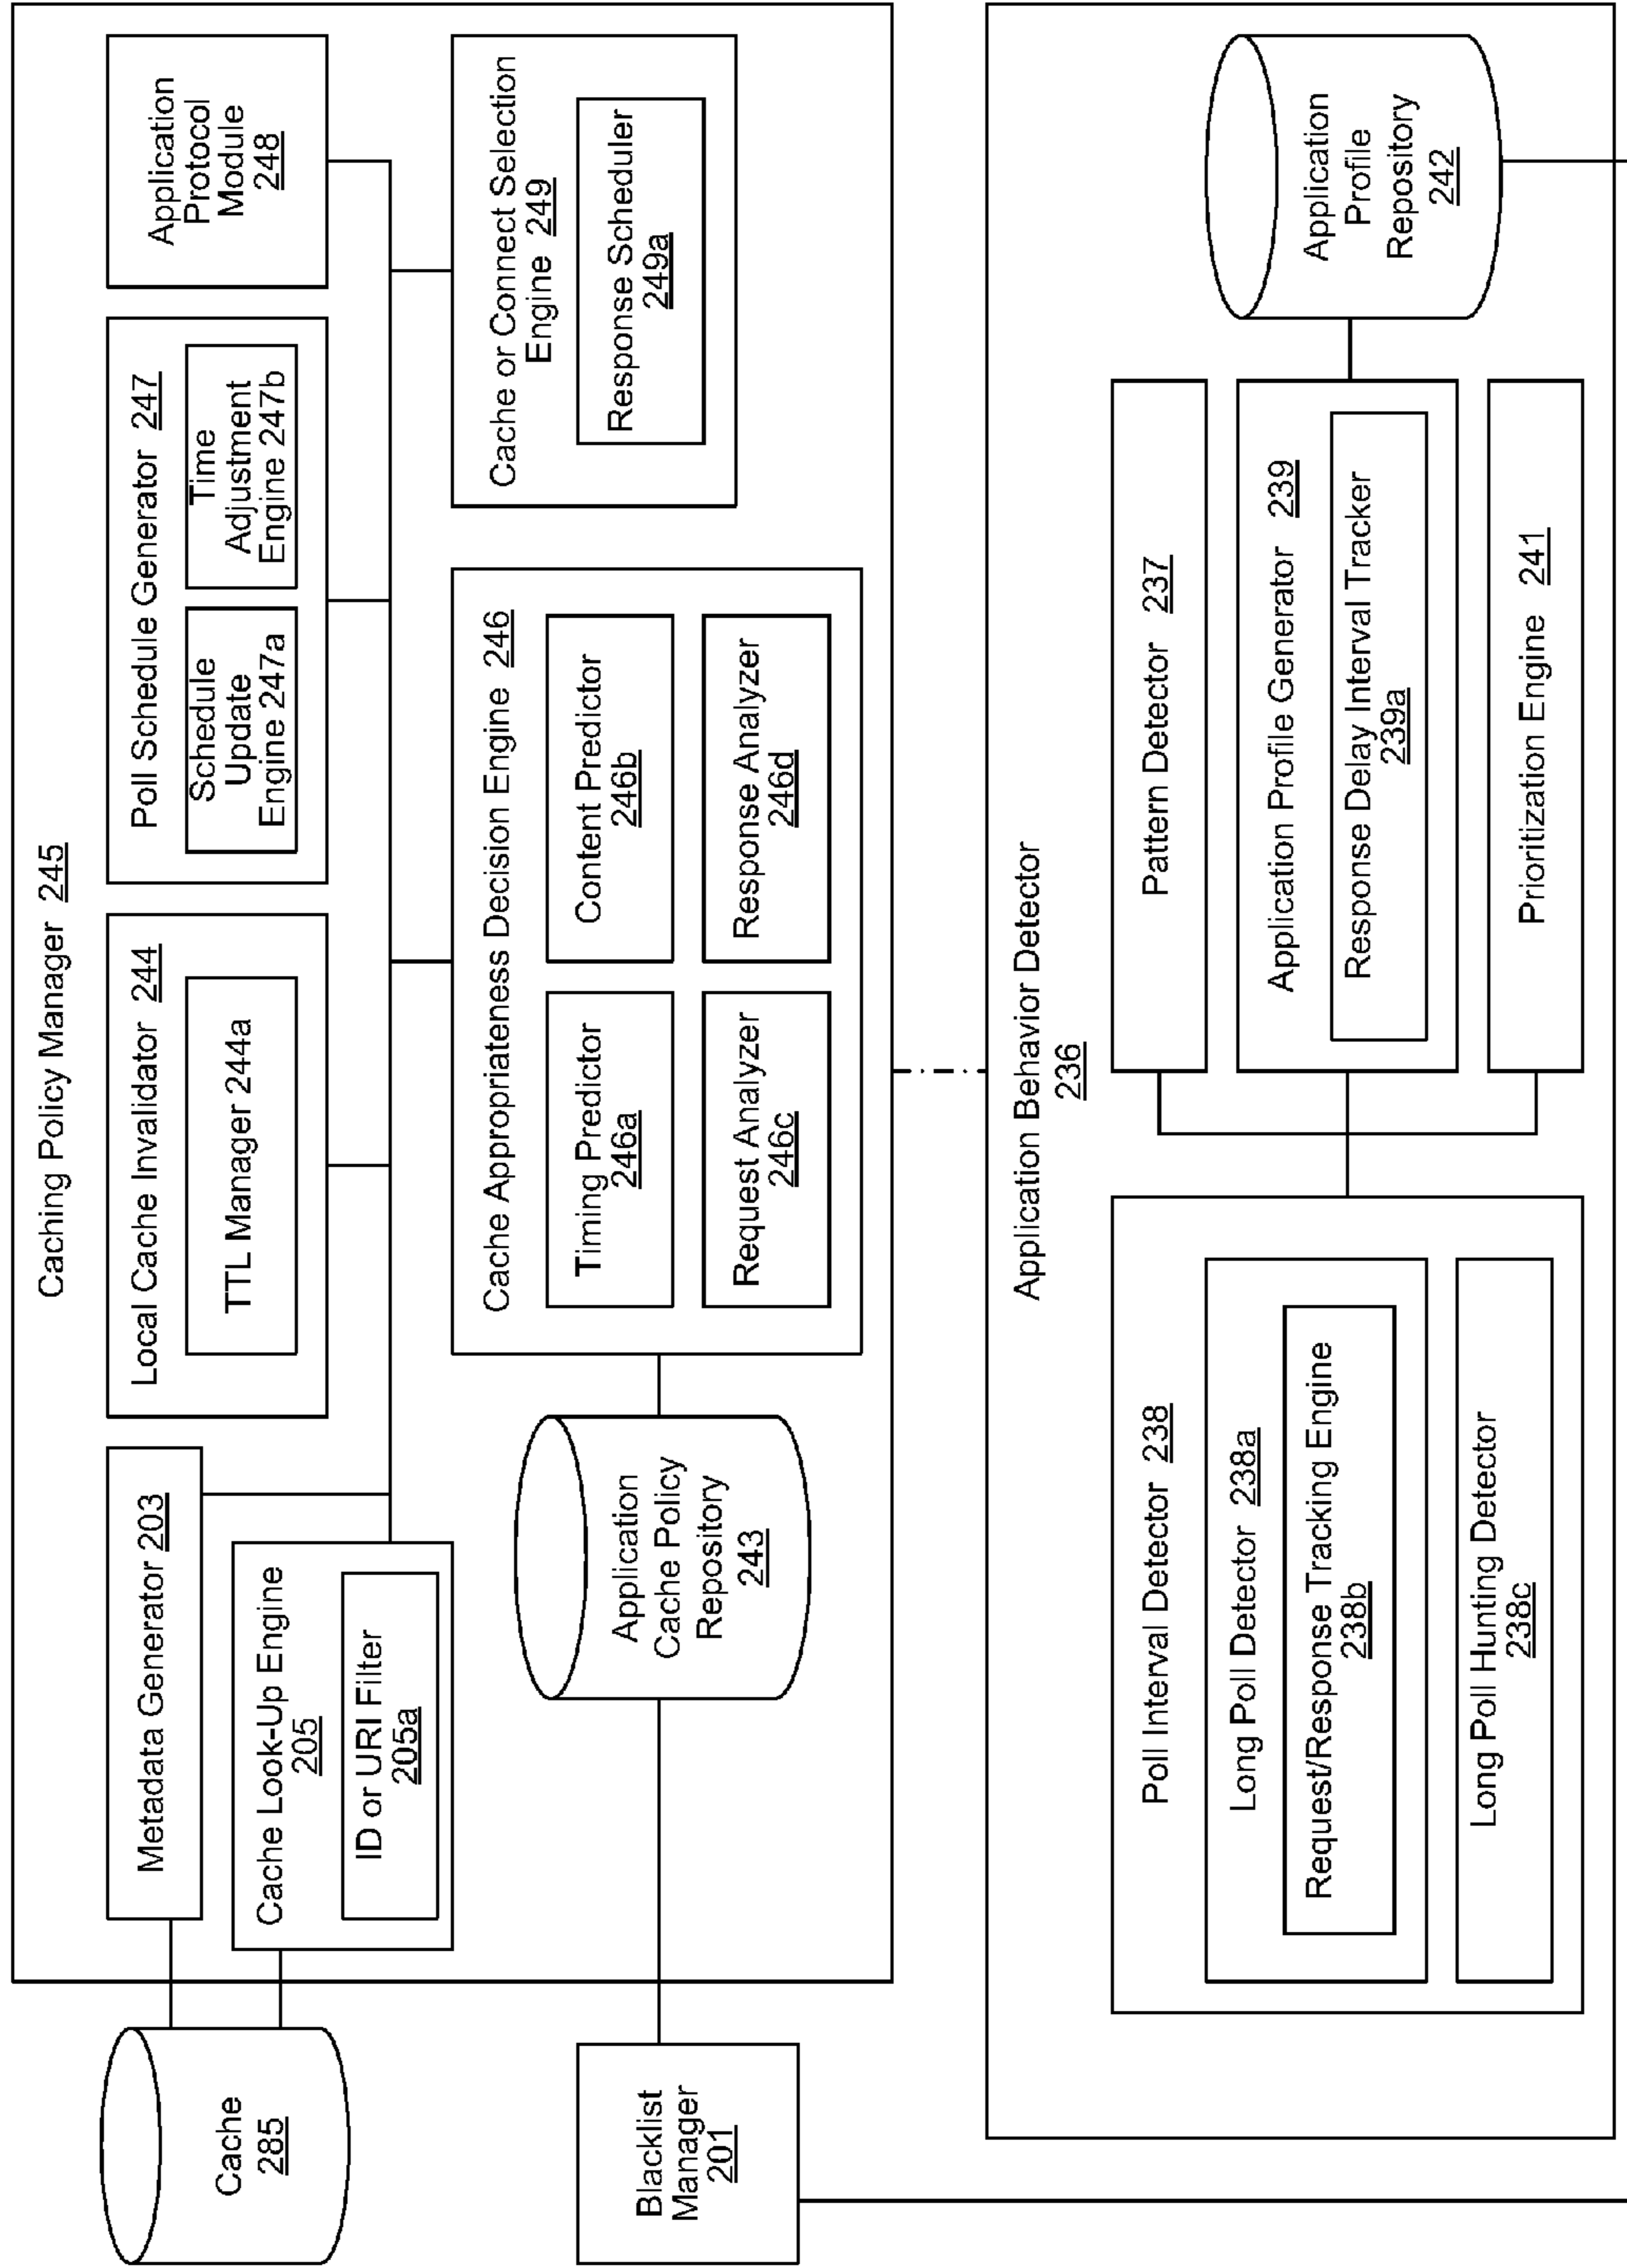 Caching Policy Manager 245
Cache
285
Metadata Generator 203
Cache Look-Up Engine
205
ID or URI Filter
205a
Local Cache Invalidator 244
TTL Manager 244a
Poll Schedule Generator 247
Schedule
Update
Engine 247a
Time
Adjustment
Engine 247b
Application
Protocol
Module
248
Blacklist
Manager
201
Application
Cache Policy
Repository
243
Cache Appropriateness Decision Engine 246
Timing Predictor
246a
Content Predictor
246b
Request Analyzer
246c
Response Analyzer
246d
Cache or Connect Selection
Engine 249
Response Scheduler
249a
Application Behavior Detector
236
Poll Interval Detector 238
Long Poll Detector 238a
Request/Response Tracking Engine
238b
Long Poll Hunting Detector
238c
Pattern Detector 237
Application Profile Generator 239
Response Delay Interval Tracker
239a
Prioritization Engine 241
Application
Profile
Repository
242